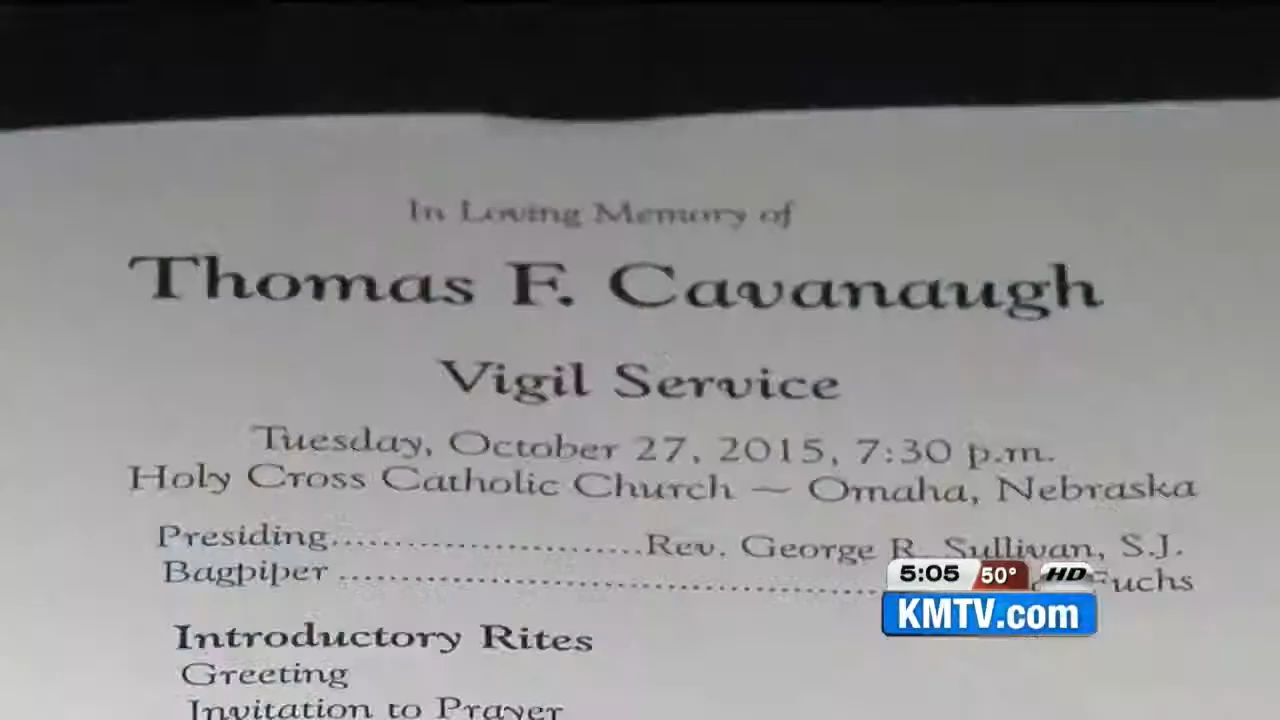 In Loving Memory of
Thomas F. Cavanaugh
Vigil Service
Tuesday, October 27, 2015, 7:30 p.m.
Holy Cross Catholic Church ~ Omaha, Nebraska
Presiding..........................Rev. George R. Sullivan, S.J.
Bagpiper ............................................uchs
5:05 50° HD
KMTV.com
Introductory Rites
Greeting
Invitation to Prayer